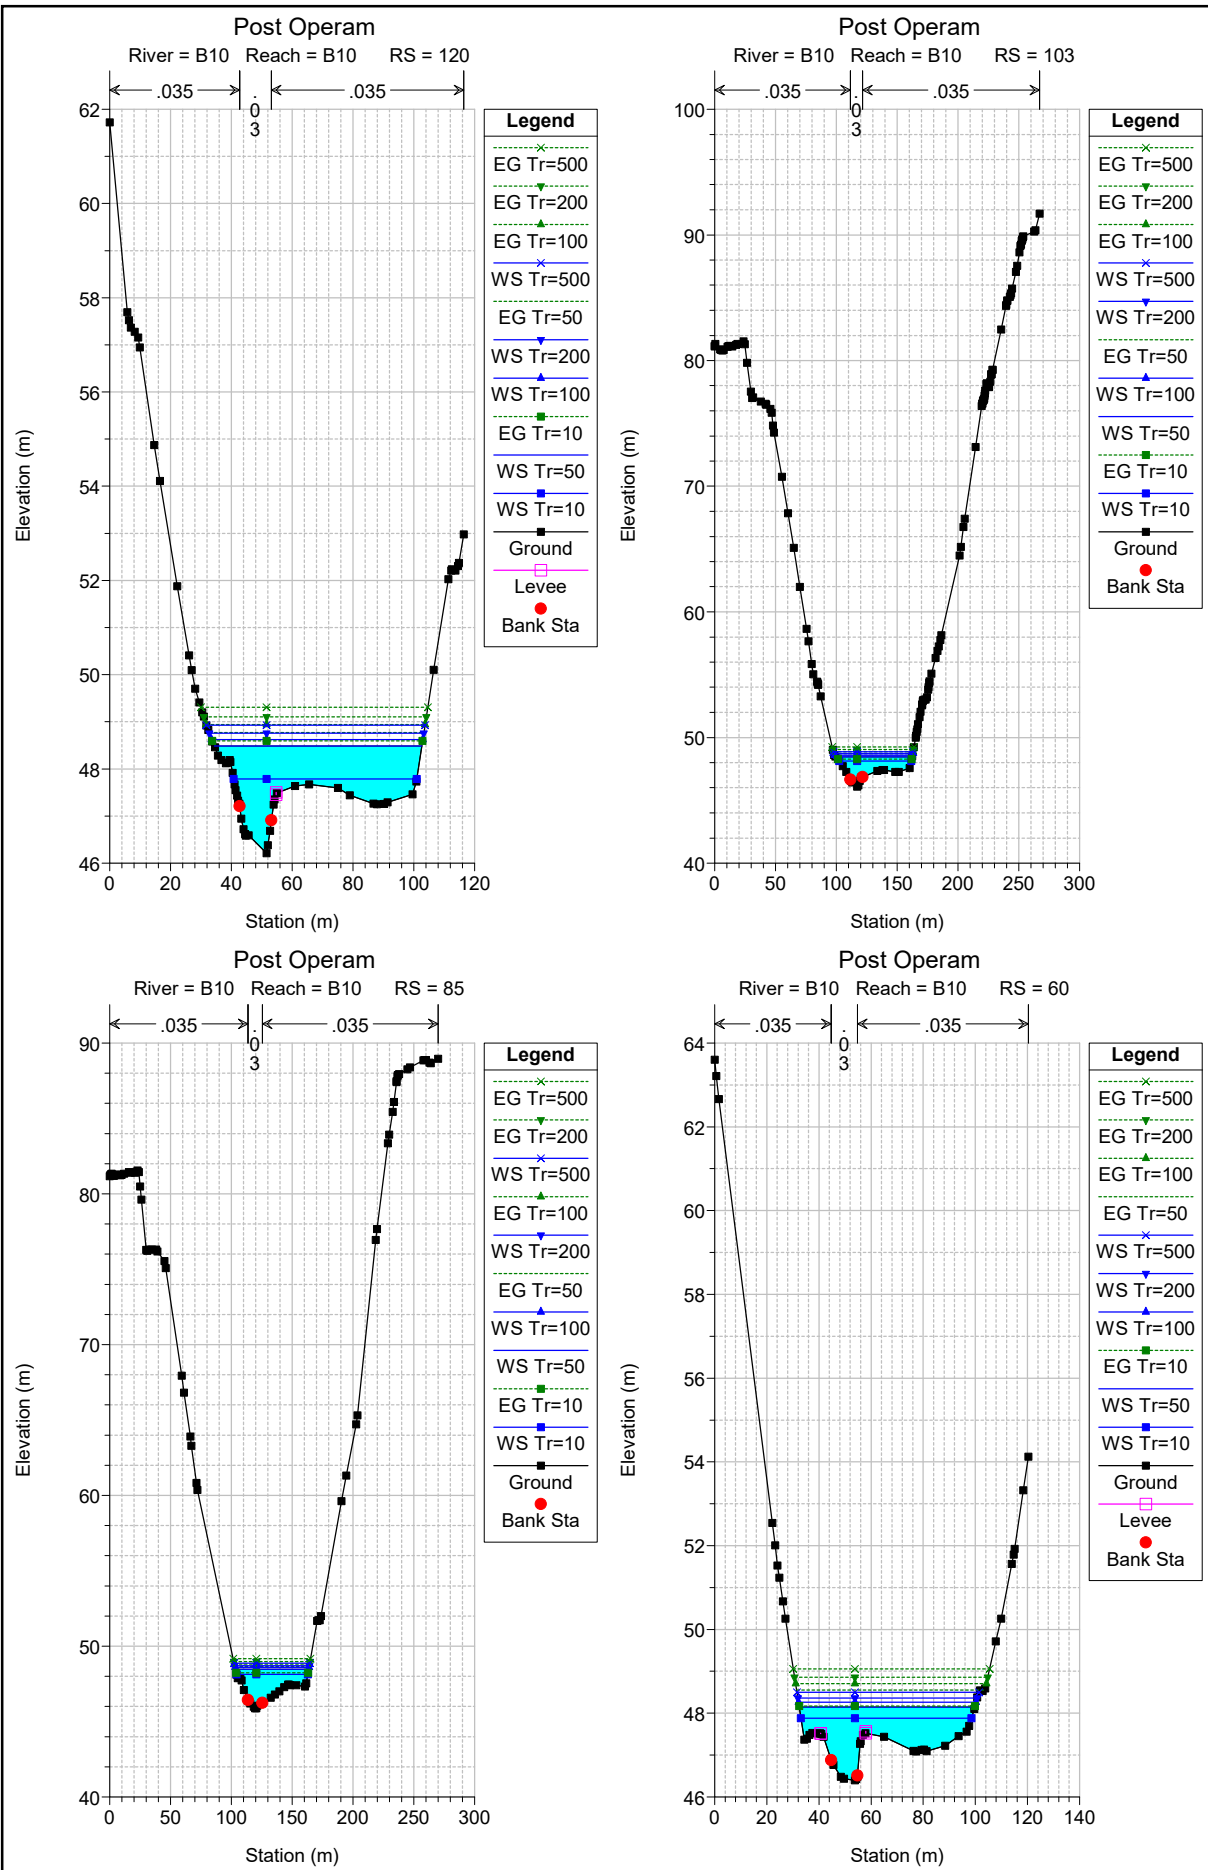 Post Operam
River = B10 Reach = B10 RS = 120
.035
.03
.035
62
60
58
56
54
52
50
48
46
Elevation (m)
0 20 40 60 80 100 120
Station (m)
Legend
EG Tr=500
EG Tr=200
EG Tr=100
WS Tr=500
EG Tr=50
WS Tr=200
WS Tr=100
EG Tr=10
WS Tr=50
WS Tr=10
Ground
Levee
Bank Sta
Post Operam
River = B10 Reach = B10 RS = 103
.035
.03
.035
100
90
80
70
60
50
40
Elevation (m)
0 50 100 150 200 250 300
Station (m)
Legend
EG Tr=500
EG Tr=200
EG Tr=100
WS Tr=500
WS Tr=200
EG Tr=50
WS Tr=100
WS Tr=50
EG Tr=10
WS Tr=10
Ground
Bank Sta
Post Operam
River = B10 Reach = B10 RS = 85
.035
.03
.035
90
80
70
60
50
40
Elevation (m)
0 50 100 150 200 250 300
Station (m)
Legend
EG Tr=500
EG Tr=200
WS Tr=500
EG Tr=100
WS Tr=200
EG Tr=50
WS Tr=100
WS Tr=50
EG Tr=10
WS Tr=10
Ground
Bank Sta
Post Operam
River = B10 Reach = B10 RS = 60
.035
.03
.035
64
62
60
58
56
54
52
50
48
46
Elevation (m)
0 20 40 60 80 100 120 140
Station (m)
Legend
EG Tr=500
EG Tr=200
EG Tr=100
EG Tr=50
WS Tr=500
WS Tr=200
WS Tr=100
EG Tr=10
WS Tr=50
WS Tr=10
Ground
Levee
Bank Sta